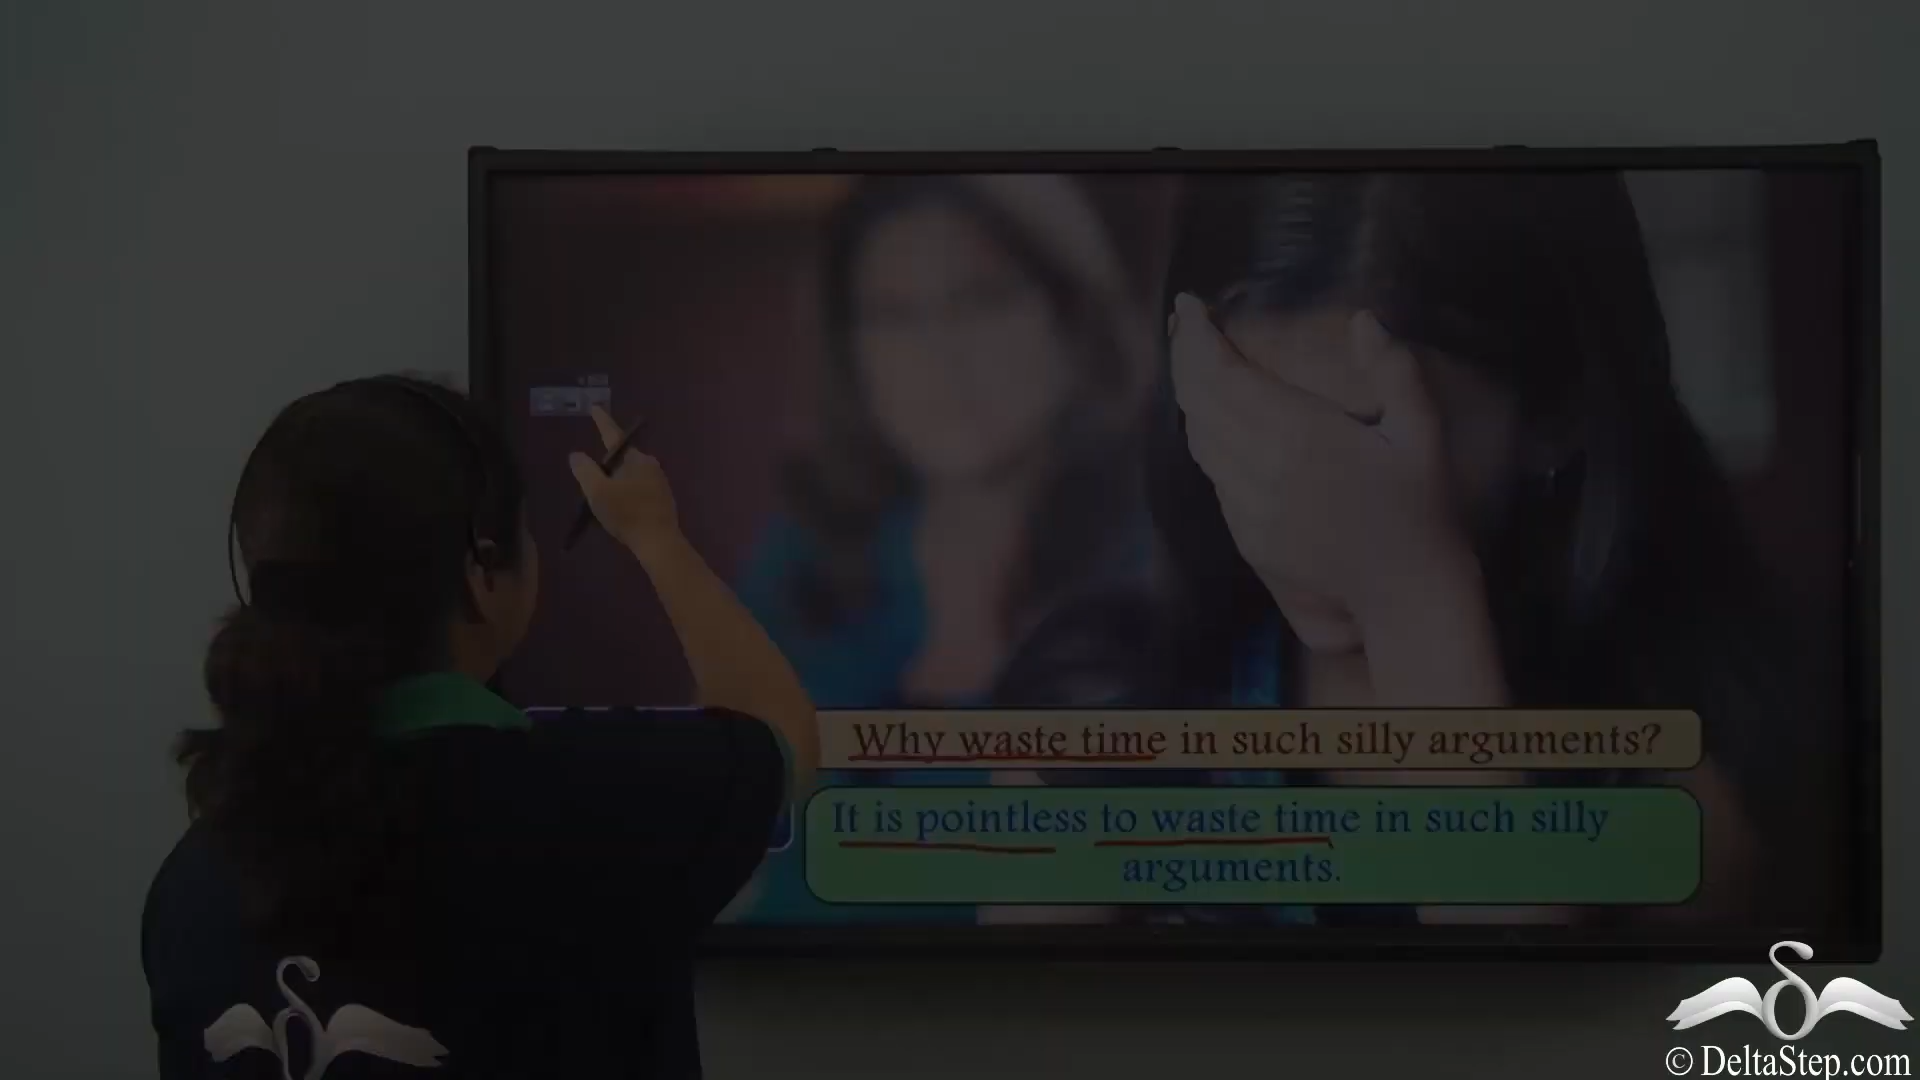 Why waste time in such silly arguments?
It is pointless to waste time in such silly
arguments.
© DeltaStep.com